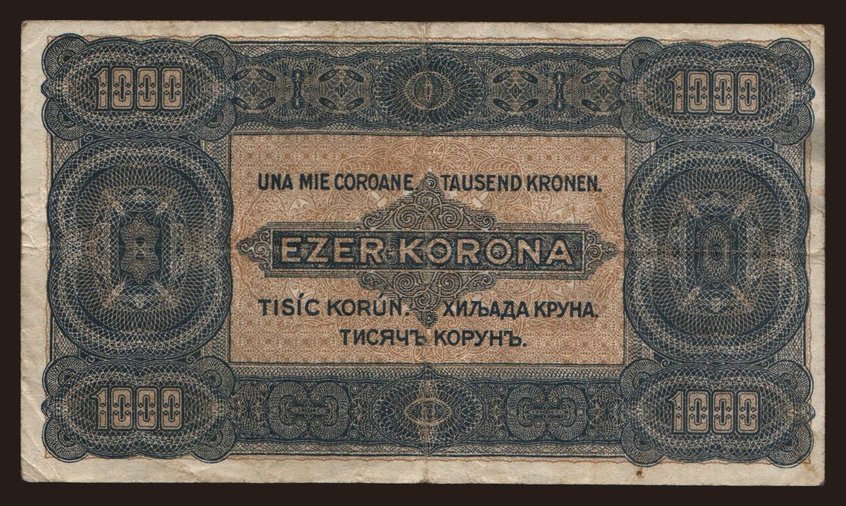 1000 1000
UNA MIE COROANE. TAUSEND KRONEN.
EZER KORONA
TISÍC KORÚN. ХИЉАДА КРУНА.
ТИСЯЧЪ КОРУНЪ.
1000 1000